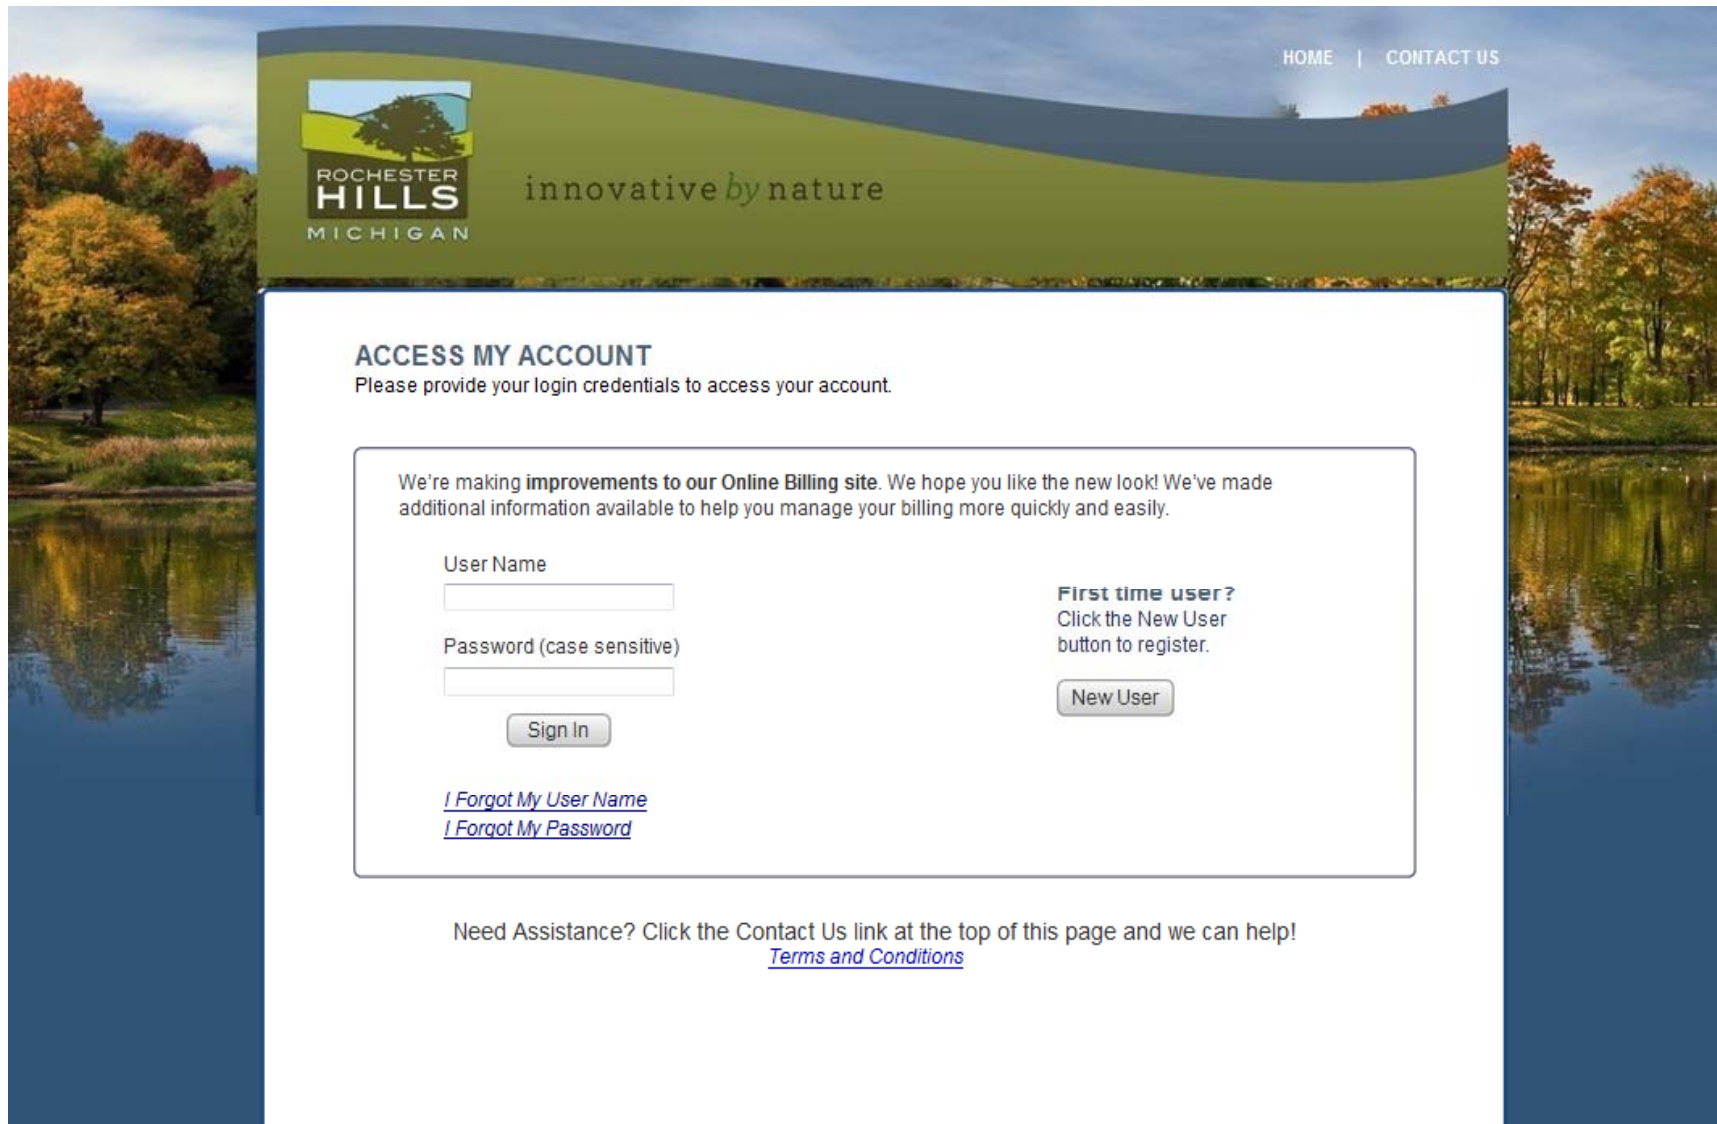 HOME | CONTACT US
ROCHESTER
HILLS
MICHIGAN
innovative by nature
ACCESS MY ACCOUNT
Please provide your login credentials to access your account.
We're making improvements to our Online Billing site. We hope you like the new look! We've made
additional information available to help you manage your billing more quickly and easily.
User Name
Password (case sensitive)
Sign In
I Forgot My User Name
I Forgot My Password
First time user?
Click the New User
button to register.
New User
Need Assistance? Click the Contact Us link at the top of this page and we can help!
Terms and Conditions